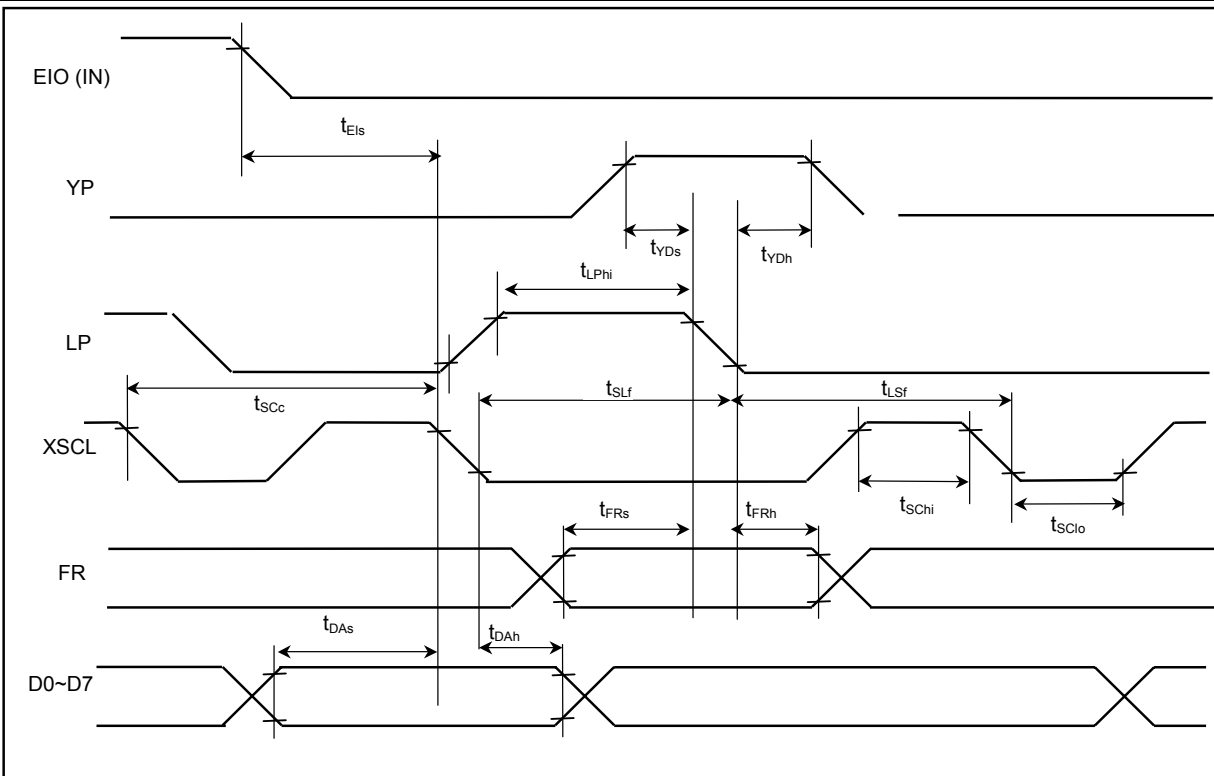 EIO (IN)
tEIs
YP
tYDs
tYDh
tLPhi
LP
tSCc
tSLf
tLSf
XSCL
tSChi
tSClo
tFRs
tFRh
FR
tDAs
tDAh
D0~D7